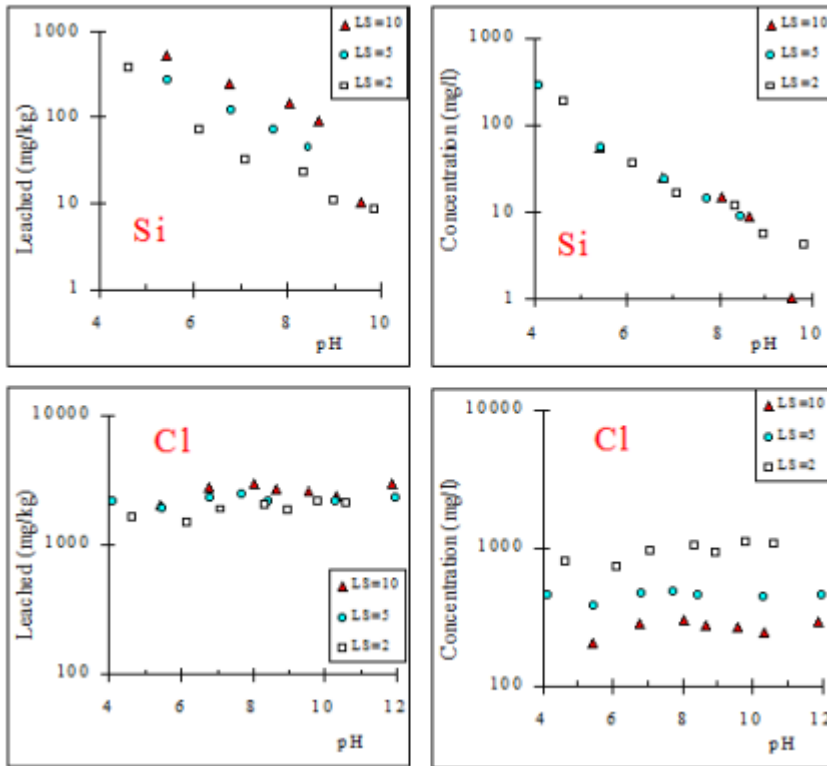 LS=10
LS=5
LS=2
Leached (mg/kg)
1000
100
10
1
Si
4 6 8 10
pH
LS=10
LS=5
LS=2
Concentration (mg/l)
1000
100
10
1
Si
4 6 8 10
pH
Cl
Leached (mg/kg)
10000
1000
100
LS=10
LS=5
LS=2
4 6 8 10 12
pH
LS=10
LS=5
LS=2
Cl
Concentration (mg/l)
10000
1000
100
4 6 8 10 12
pH